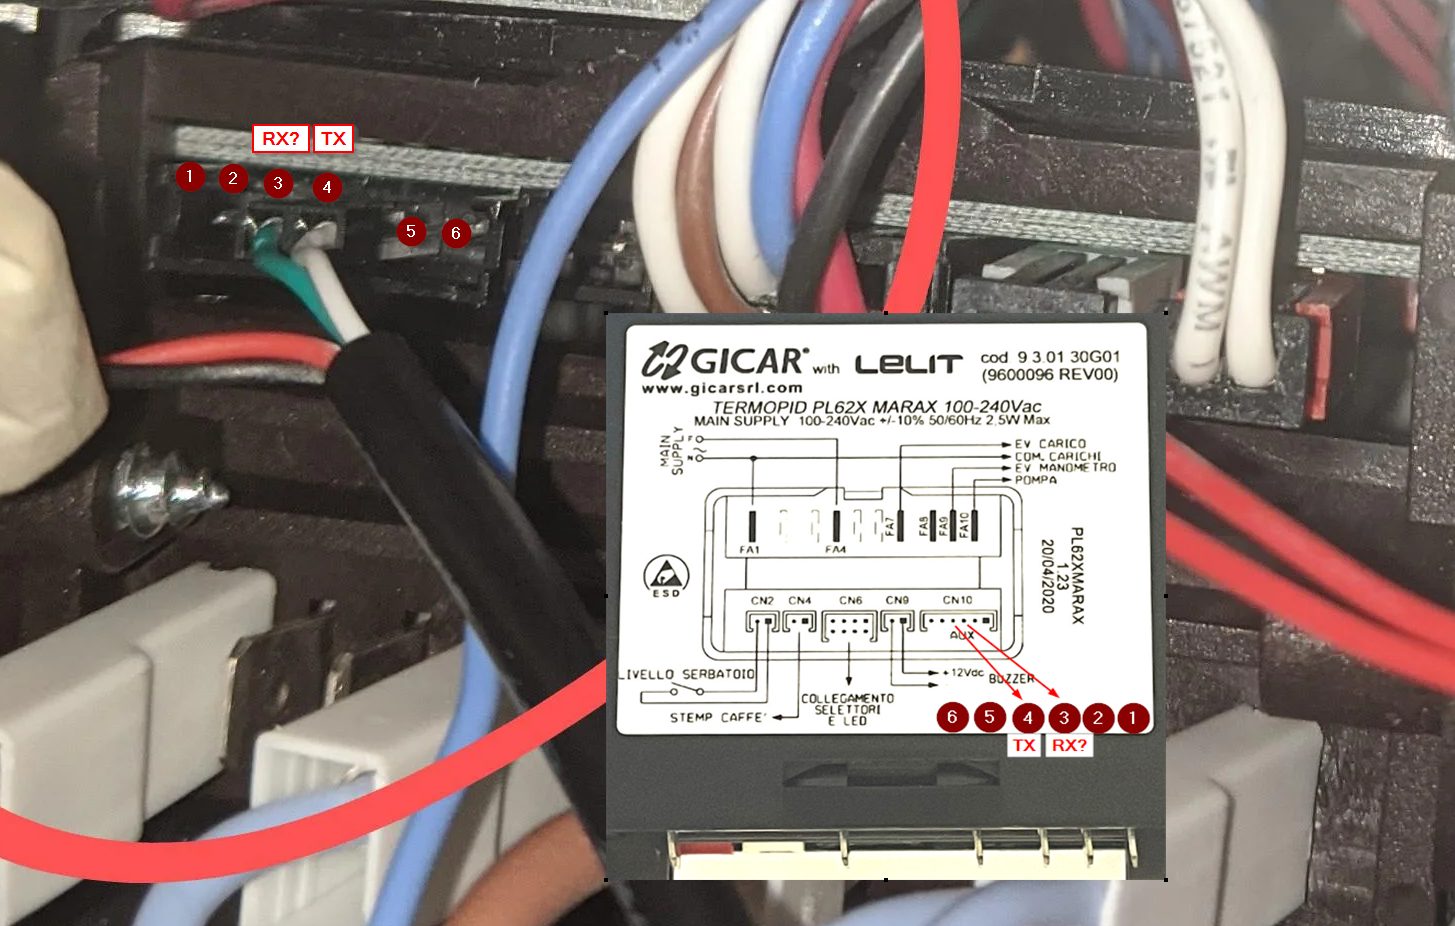 RX? TX
1 2 3 4
5 6
GICAR® with LELIT cod 9 3.01 30G01
www.gicarsrl.com (9600096 REV00)
TERMOPID PL62X MARAX 100-240Vac
MAIN SUPPLY 100-240Vac +/-10% 50/60Hz 2,5W Max
MAIN SUPPLY
F
N
EV CARICO
COM. CARICHI
EV MANOMETRO
POMPA
FA1 FA4 FA7 FA8 FA9 FA10
PL62XMARAX
1.23
20/04/2020
ESD
CN2 CN4 CN6 CN9 CN10
AUX
LIVELLO SERBATOIO
+12Vdc BUZZER
STEMP CAFFE'
COLLEGAMENTO
SELETTORI
E LED
6 5 4 3 2 1
TX RX?
AWM